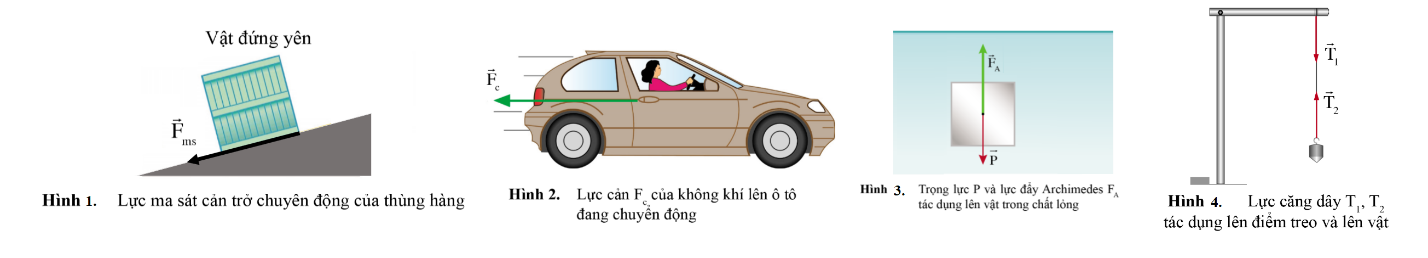 Vật đứng yên
F⃗ms
Hình 1. Lực ma sát cản trở chuyên động của thùng hàng
F⃗c
Hình 2. Lực cản Fc của không khí lên ô tô
đang chuyển động
F⃗A
P⃗
Hình 3. Trọng lực P và lực đẩy Archimedes FA
tác dụng lên vật trong chất lỏng
T⃗1
T⃗2
Hình 4. Lực căng dây T1, T2
tác dụng lên điểm treo và lên vật